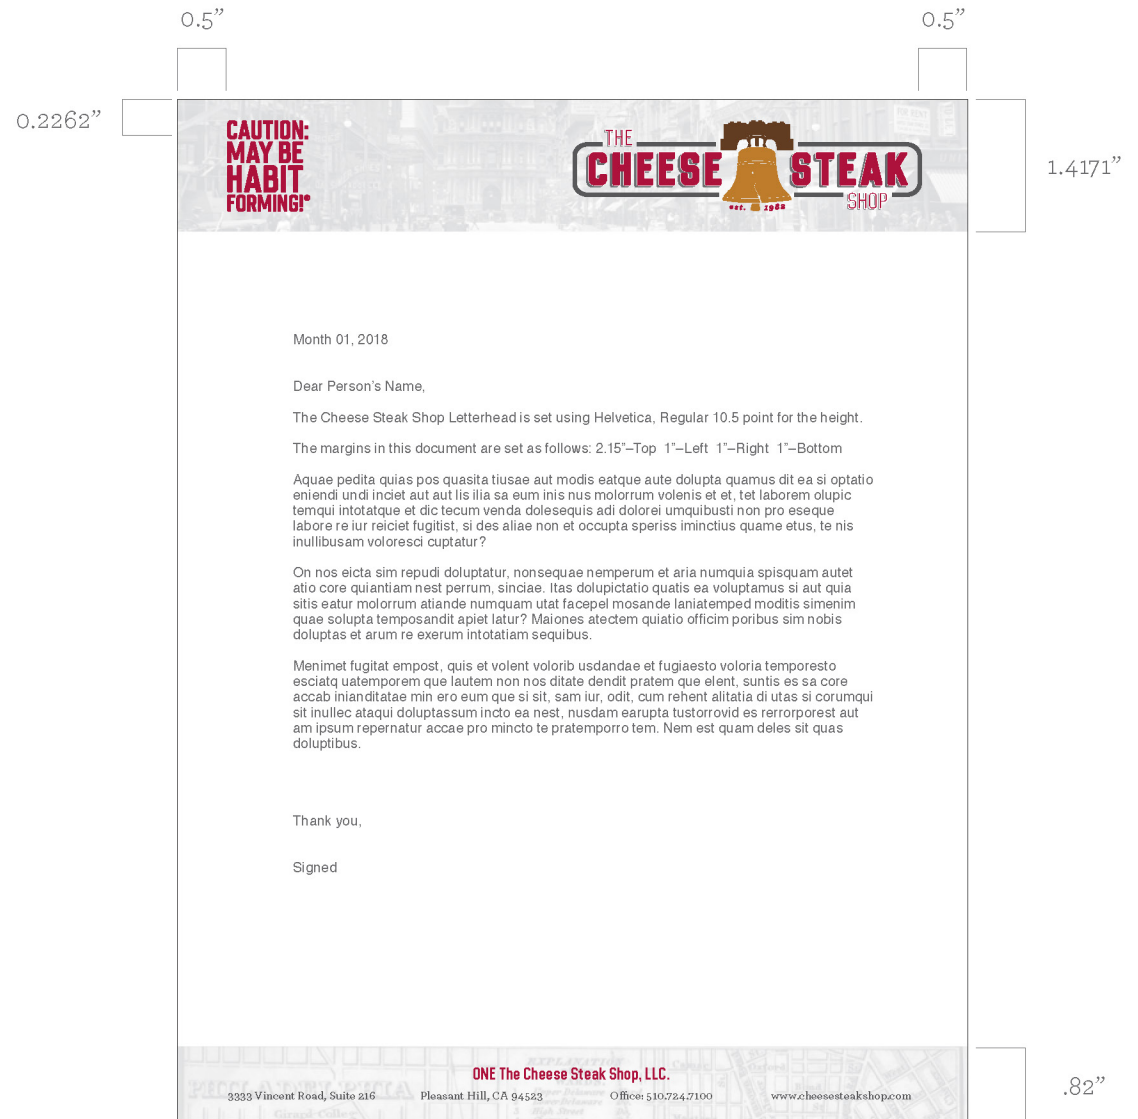 0.5” 0.5”
0.2262”
1.4171”
CAUTION:
MAY BE
HABIT
FORMING!®
THE
CHEESE STEAK
SHOP
est. 1982
Month 01, 2018
Dear Person’s Name,
The Cheese Steak Shop Letterhead is set using Helvetica, Regular 10.5 point for the height.
The margins in this document are set as follows: 2.15”–Top 1”–Left 1”–Right 1”–Bottom
Aquae pedita quias pos quasita tiusae aut modis eatque aute dolupta quamus dit ea si optatio
eniendi undi inciet aut aut lis ilia sa eum inis nus molorrum volenis et et, tet laborem olupic
temqui intotatque et dic tecum venda dolesequis adi dolorei umquibusti non pro eseque
labore re iur reiciet fugitist, si des aliae non et occupta speriss iminctius quame etus, te nis
inullibusam voloresci cuptatur?
On nos eicta sim repudi doluptatur, nonsequae nemperum et aria numquia spisquam autet
atio core quiantiam nest perrum, sinciae. Itas dolupictatio quatis ea voluptamus si aut quia
sitis eatur molorrum atiande numquam utat facepel mosande laniatemped moditis simenim
quae solupta temposandit apiet latur? Maiones atectem quiatio officim poribus sim nobis
doluptas et arum re exerum intotatiam sequibus.
Menimet fugitat empost, quis et volent volorib usdandae et fugiaesto voloria temporesto
esciatq uatemporem que lautem non nos ditate dendit pratem que elent, suntis es sa core
accab inianditatae min ero eum que si sit, sam iur, odit, cum rehent alitatia di utas si corumqui
sit inullec ataqui doluptassum incto ea nest, nusdam earupta tustorrovid es rerrorporest aut
am ipsum repernatur accae pro mincto te pratemporro tem. Nem est quam deles sit quas
doluptibus.
Thank you,
Signed
EXPLANATION
PHILADELPHIA
ONE The Cheese Steak Shop, LLC.
.82”
3333 Vincent Road, Suite 216 Pleasant Hill, CA 94523 Office: 510.724.7100 www.cheesesteakshop.com
Girard College High Street